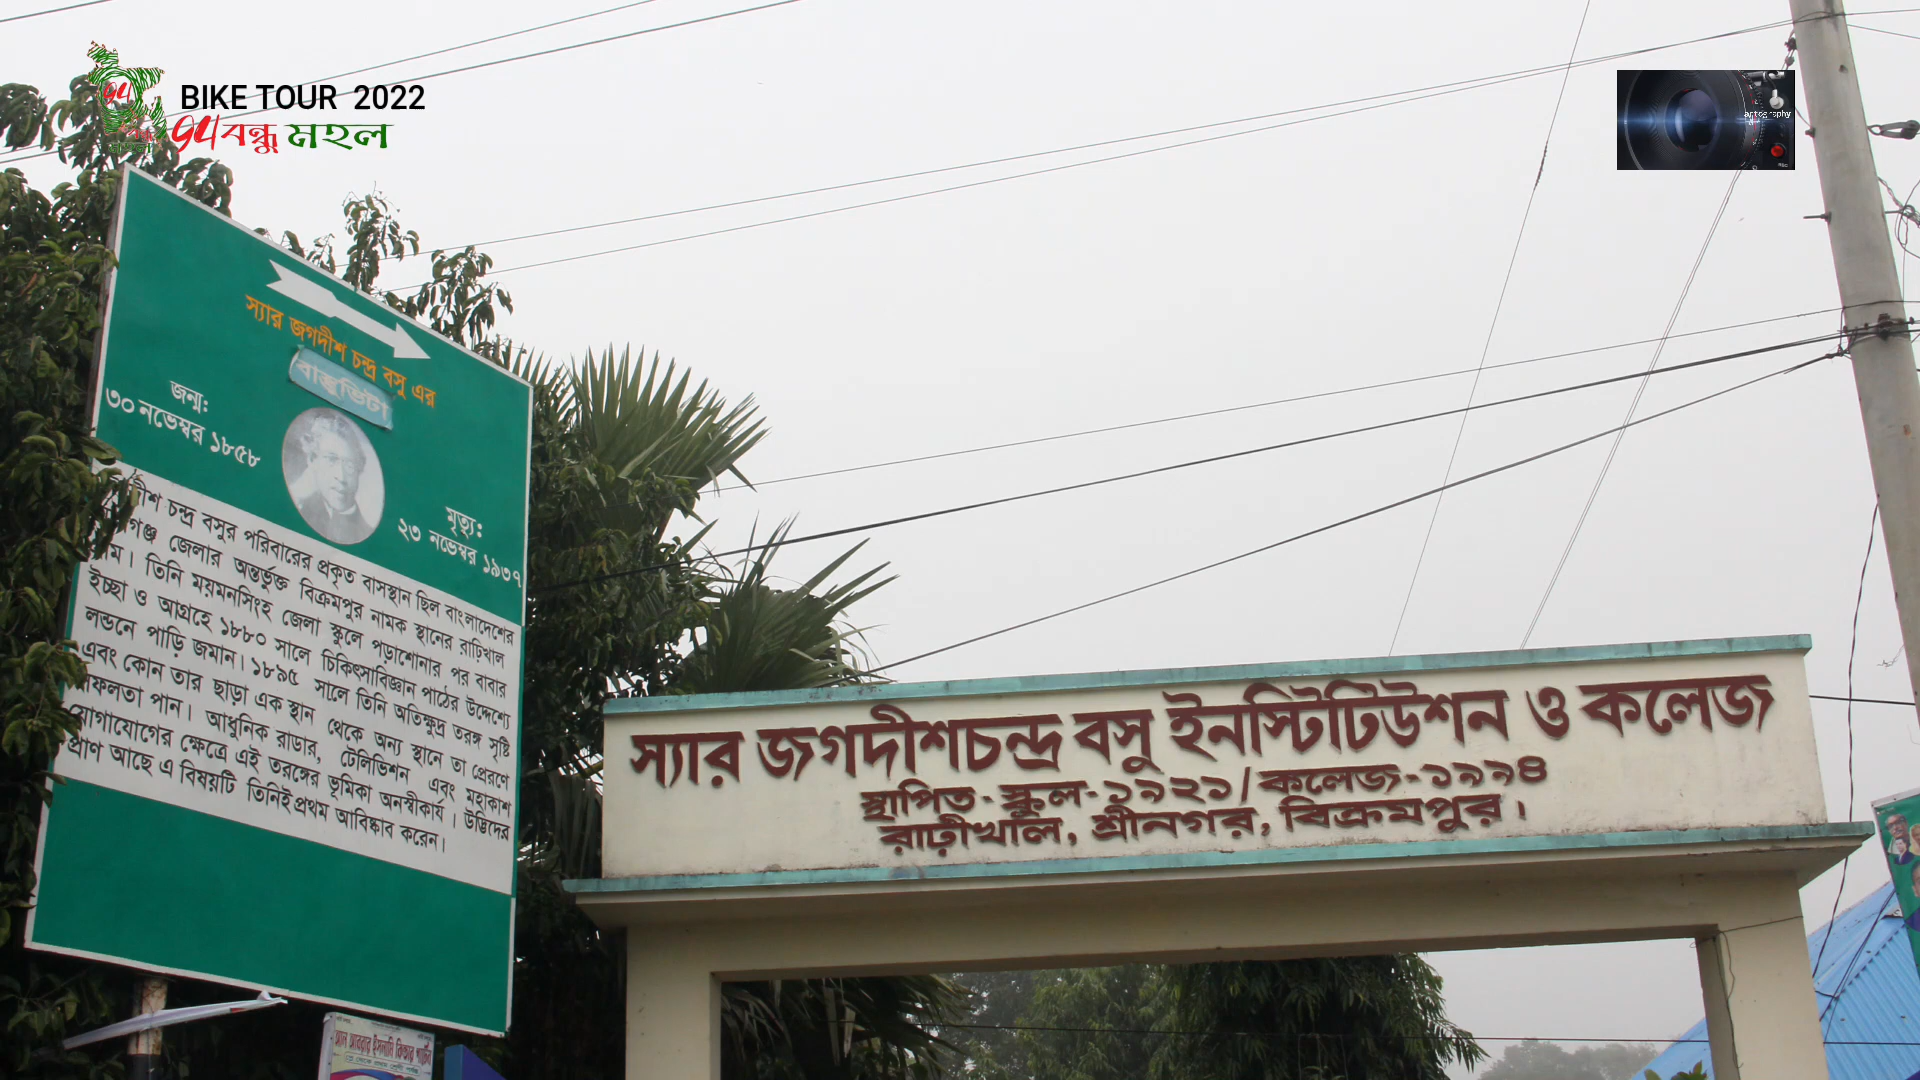 BIKE TOUR 2022
৭৪ বন্ধু মহল
artography
স্যার জগদীশ চন্দ্র বসু এর
বাস্তুভিটা
জন্ম:
৩০ নভেম্বর ১৮৫৮
মৃত্যু:
২৩ নভেম্বর ১৯৩৭
চন্দ্র বসুর পরিবারের প্রকৃত বাসস্থান ছিল বাংলাদেশের
জেলার অন্তর্ভুক্ত বিক্রমপুর নামক স্থানের রাঢ়িখাল
তিনি ময়মনসিংহ জেলা স্কুলে পড়াশোনার পর বাবার
ইচ্ছা ও আগ্রহে ১৮৮০ সালে চিকিৎসাবিজ্ঞান পাঠের উদ্দেশ্যে
লন্ডনে পাড়ি জমান। ১৮৯৫ সালে তিনি অতিক্ষুদ্র তরঙ্গ সৃষ্টি
এবং কোন তার ছাড়া এক স্থান থেকে অন্য স্থানে তা প্রেরণে
সফলতা পান। আধুনিক রাডার, টেলিভিশন এবং মহাকাশ
যোগাযোগের ক্ষেত্রে এই তরঙ্গের ভূমিকা অনস্বীকার্য। উদ্ভিদের
প্রাণ আছে এ বিষয়টি তিনিই প্রথম আবিষ্কাব করেন।
স্যার জগদীশচন্দ্র বসু ইনস্টিটিউশন ও কলেজ
স্থাপিত-স্কুল-১৯২১/কলেজ-১৯৯৪
রাঢ়ীখাল, শ্রীনগর, বিক্রমপুর।